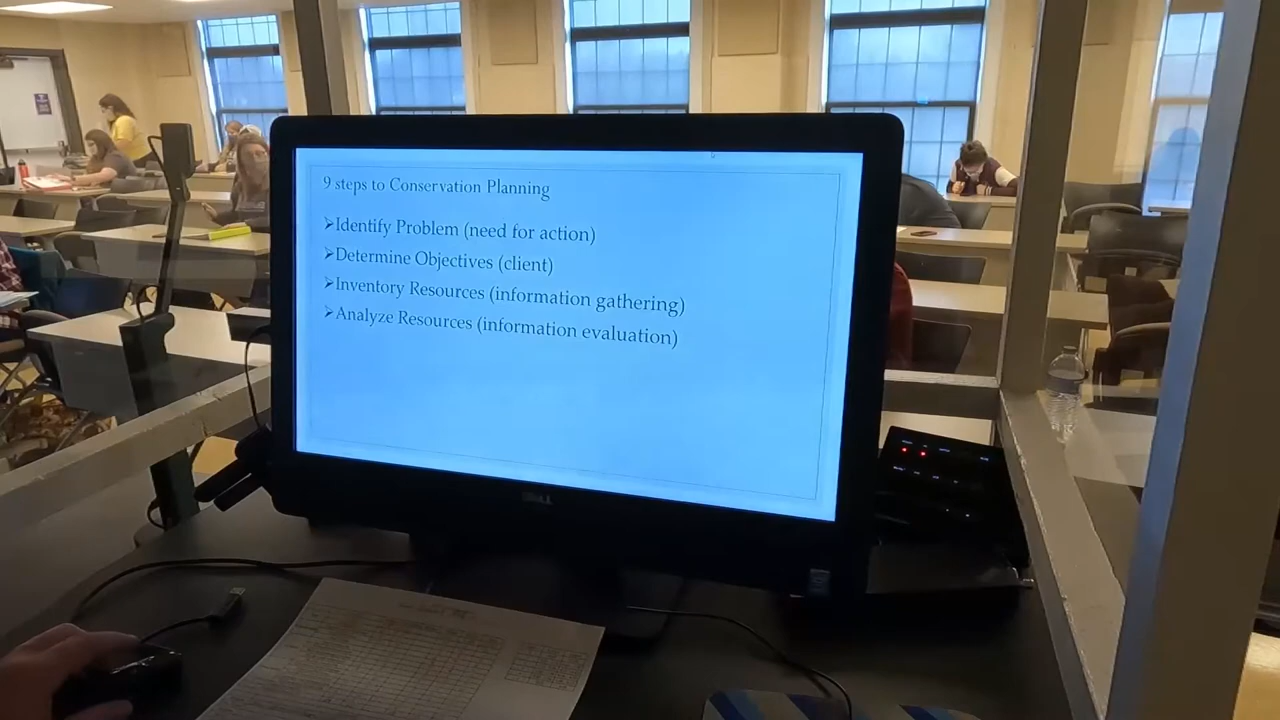 9 steps to Conservation Planning
➢Identify Problem (need for action)
➢Determine Objectives (client)
➢Inventory Resources (information gathering)
➢Analyze Resources (information evaluation)
DELL